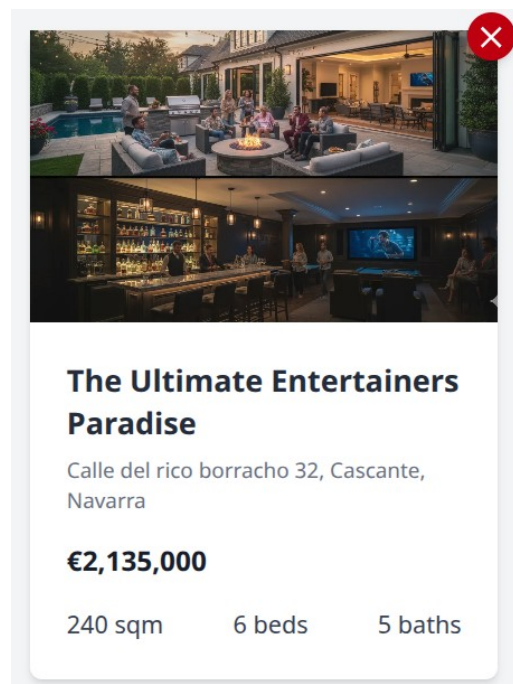 The Ultimate Entertainers
Paradise
Calle del rico borracho 32, Cascante,
Navarra
€2,135,000
240 sqm 6 beds 5 baths